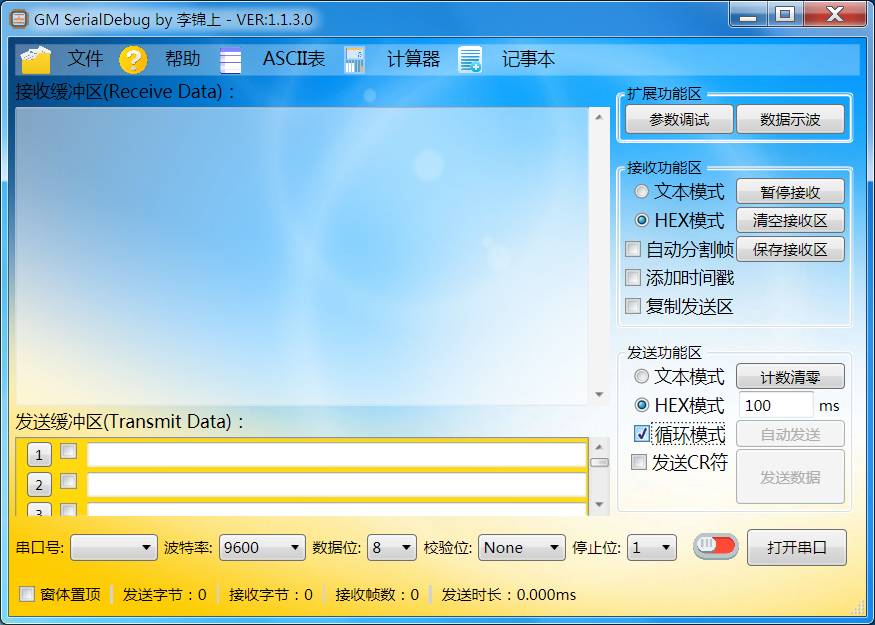 GM SerialDebug by 李锦上 - VER:1.1.3.0
文件 帮助 ASCII表 计算器 记事本
接收缓冲区(Receive Data)：
扩展功能区
参数调试 数据示波
接收功能区
文本模式 暂停接收
HEX模式 清空接收区
自动分割帧 保存接收区
添加时间戳
复制发送区
发送功能区
文本模式 计数清零
HEX模式 100 ms
循环模式 自动发送
发送CR符 发送数据
发送缓冲区(Transmit Data)：
1
2
3
串口号: 波特率: 9600 数据位: 8 校验位: None 停止位: 1 打开串口
窗体置顶 发送字节：0 接收字节：0 接收帧数：0 发送时长：0.000ms